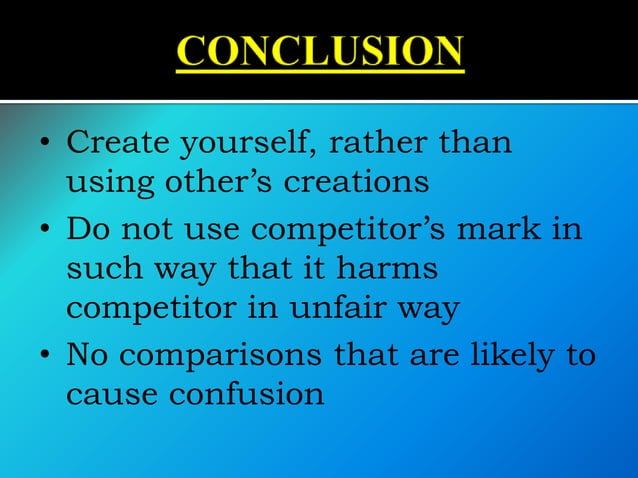 CONCLUSION
• Create yourself, rather than
using other’s creations
• Do not use competitor’s mark in
such way that it harms
competitor in unfair way
• No comparisons that are likely to
cause confusion